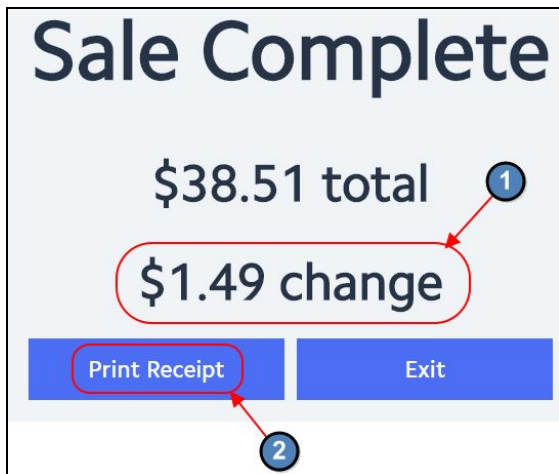 Sale Complete
$38.51 total
1
$1.49 change
Print Receipt
Exit
2